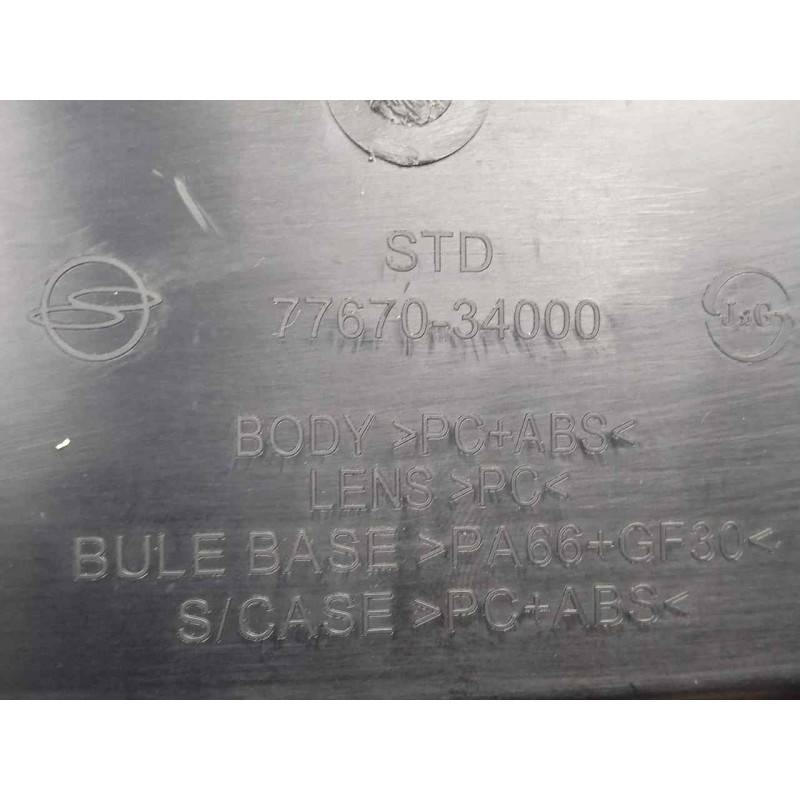 STD
77670-34000
J&G
BODY >PC+ABS<
LENS >PC<
BULE BASE >PA66+GF30<
S/CASE >PC+ABS<